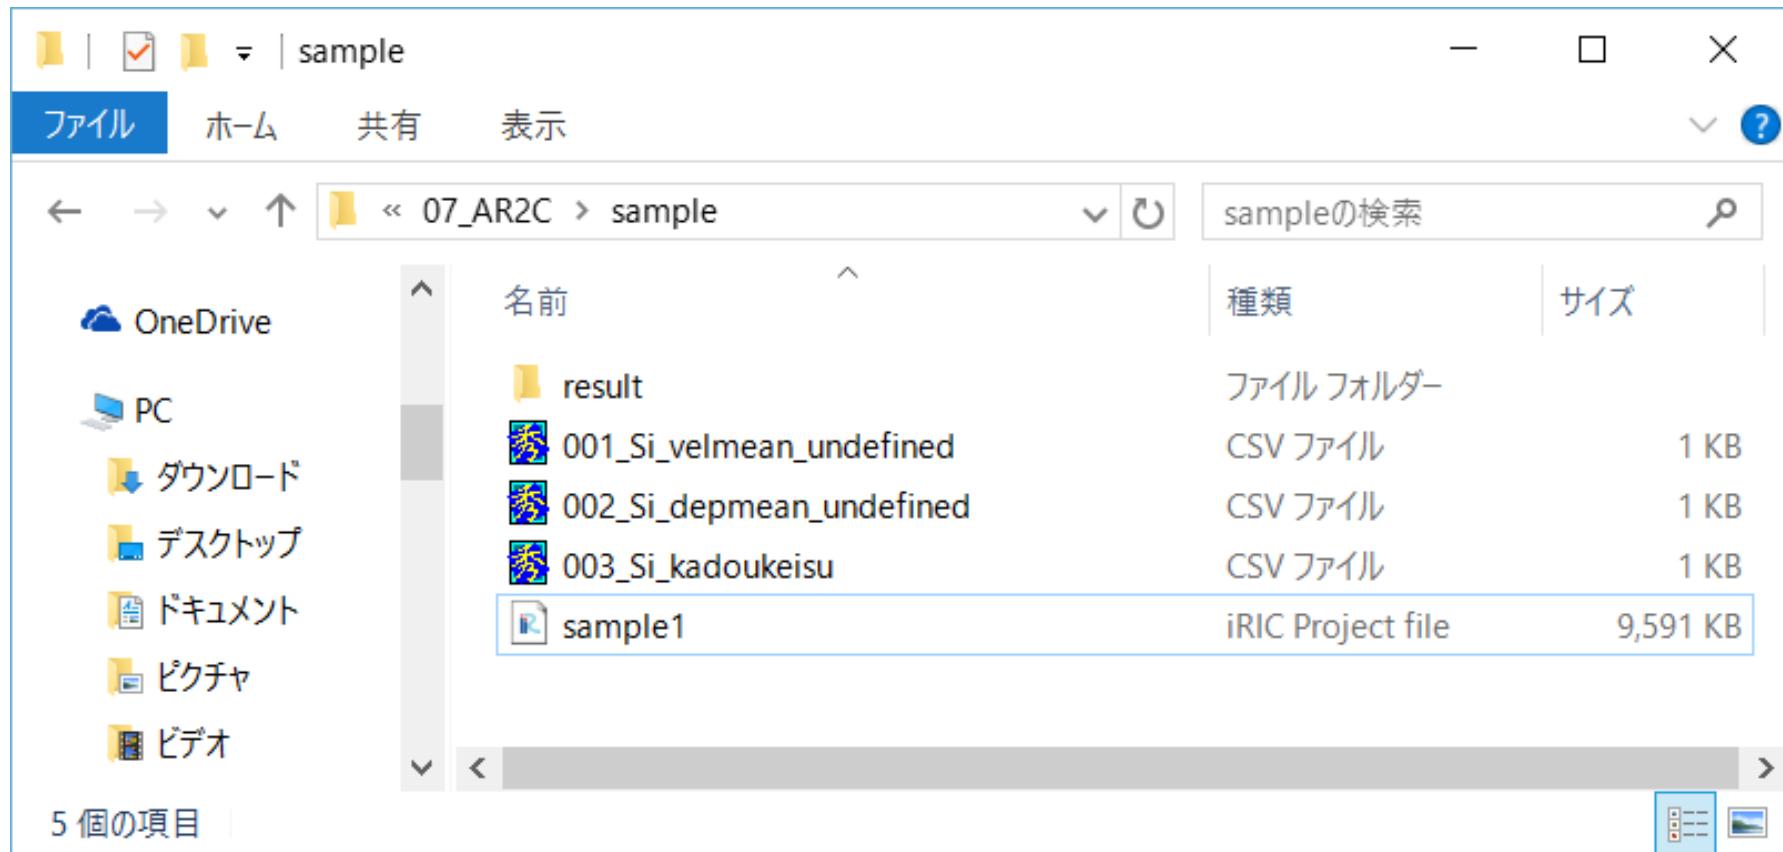 sample
ファイル ホーム 共有 表示 ?
« 07_AR2C > sample sampleの検索
名前 種類 サイズ
OneDrive
PC
ダウンロード
デスクトップ
ドキュメント
ピクチャ
ビデオ
result ファイル フォルダー
秀 001_Si_velmean_undefined CSV ファイル 1 KB
秀 002_Si_depmean_undefined CSV ファイル 1 KB
秀 003_Si_kadoukeisu CSV ファイル 1 KB
sample1 iRIC Project file 9,591 KB
5 個の項目